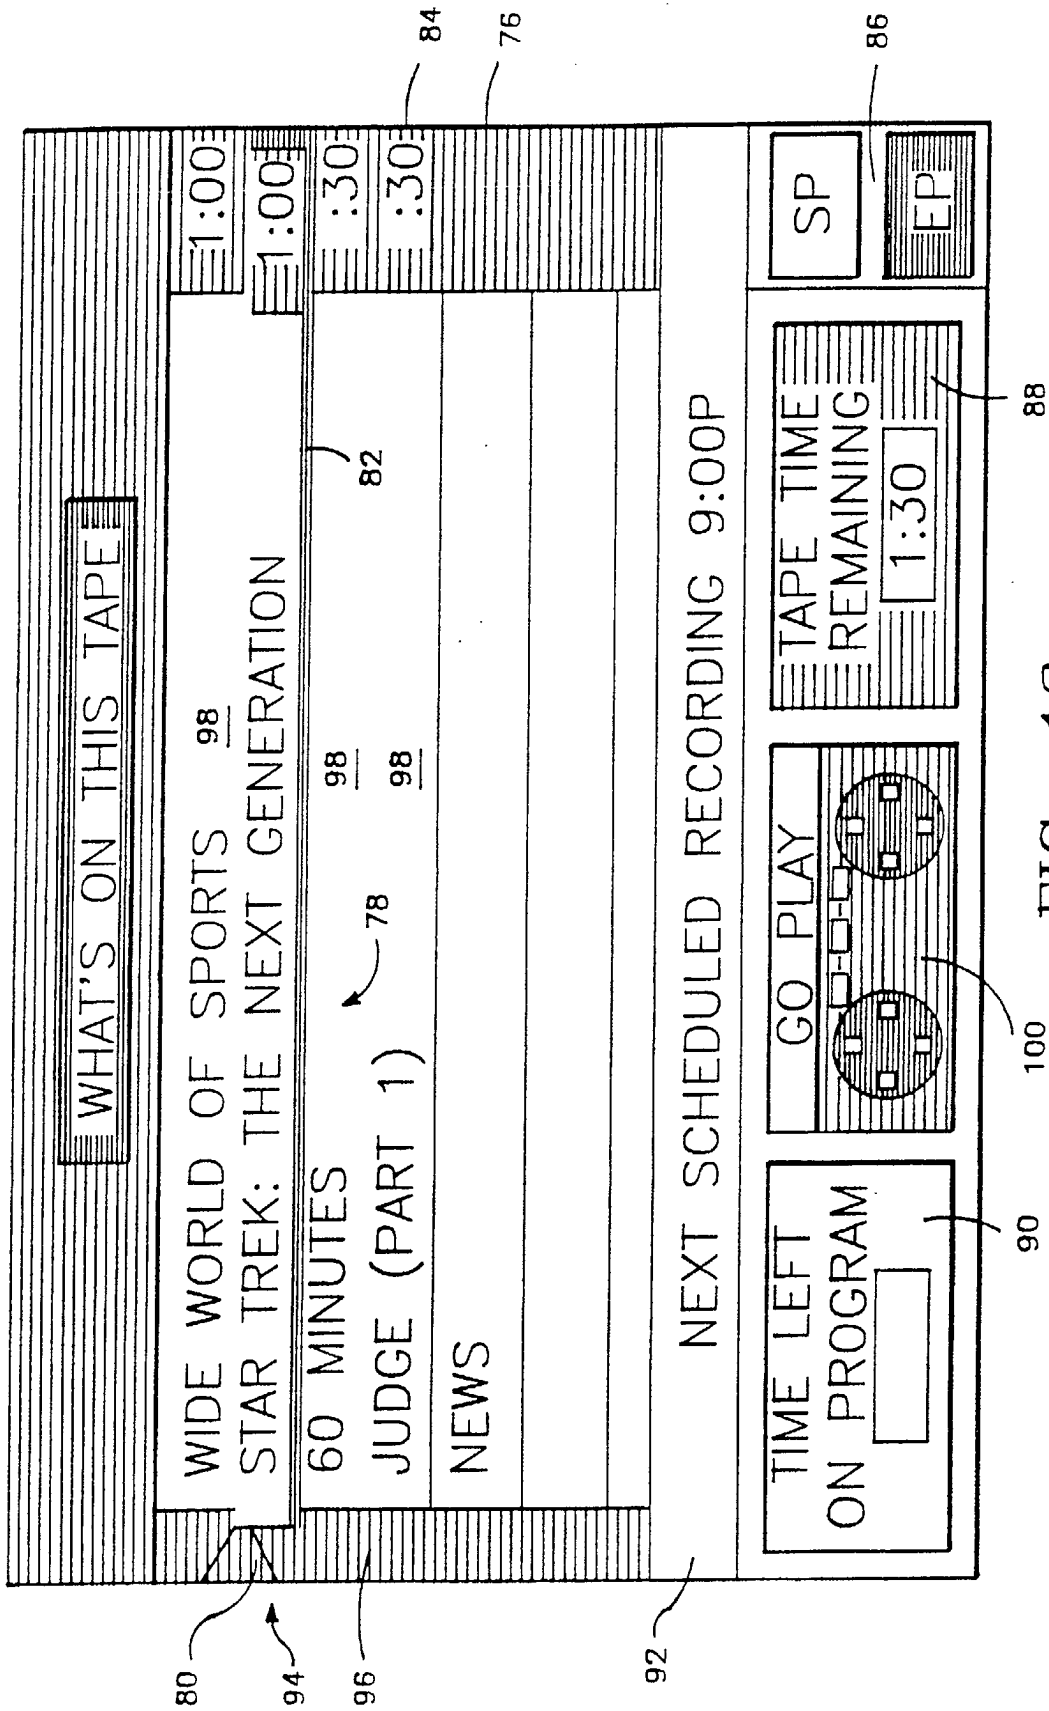 WHAT'S ON THIS TAPE
WIDE WORLD OF SPORTS 98 1:00
STAR TREK: THE NEXT GENERATION 1:00
60 MINUTES 98 :30
JUDGE (PART 1) 98 :30
NEWS
NEXT SCHEDULED RECORDING 9:00P
TIME LEFT
ON PROGRAM
GO PLAY
TAPE TIME
REMAINING
1:30
SP
EP
80
94
96
92
78
82
84
76
86
90
100
88